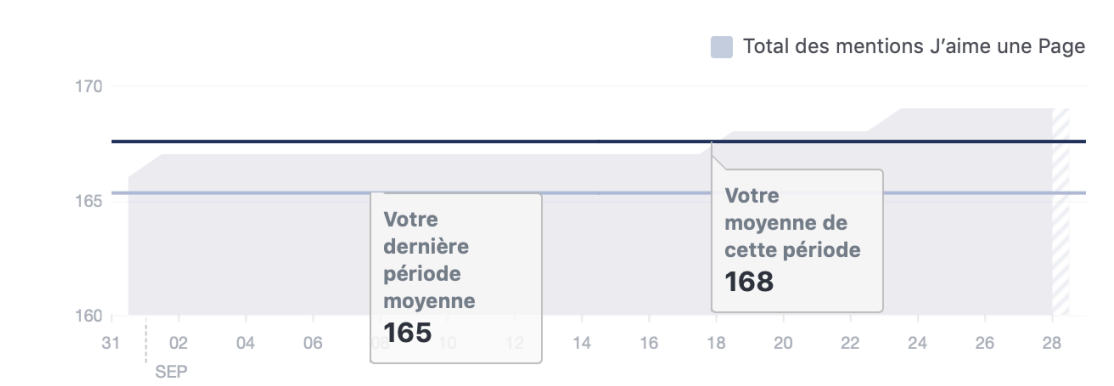 Total des mentions J’aime une Page
170
165
160
Votre
dernière
période
moyenne
165
Votre
moyenne de
cette période
168
31 02 04 06 08 10 12 14 16 18 20 22 24 26 28
SEP